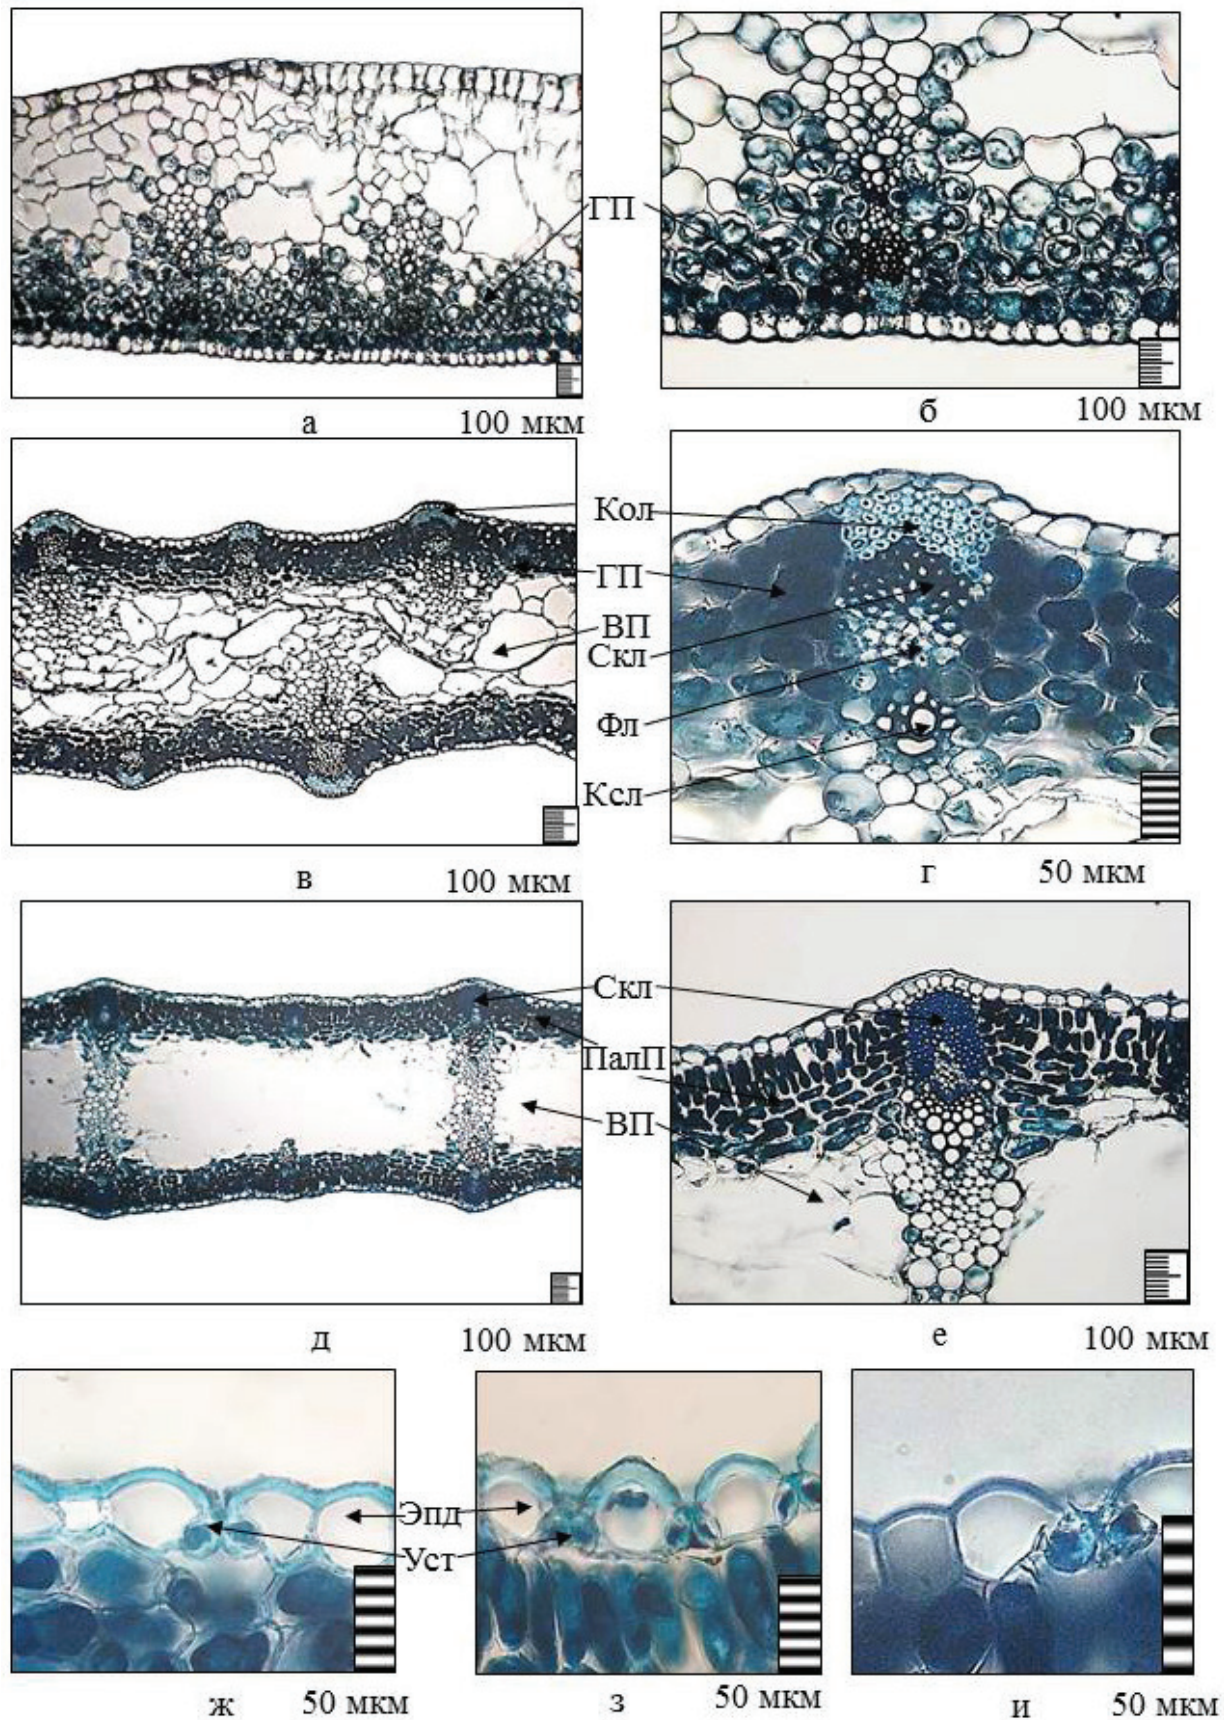 ГП
а 100 мкм
б 100 мкм
Кол
ГП
ВП
Скл
Фл
Ксл
в 100 мкм
г 50 мкм
Скл
ПалП
ВП
д 100 мкм
е 100 мкм
Эпд
Уст
ж 50 мкм
з 50 мкм
и 50 мкм